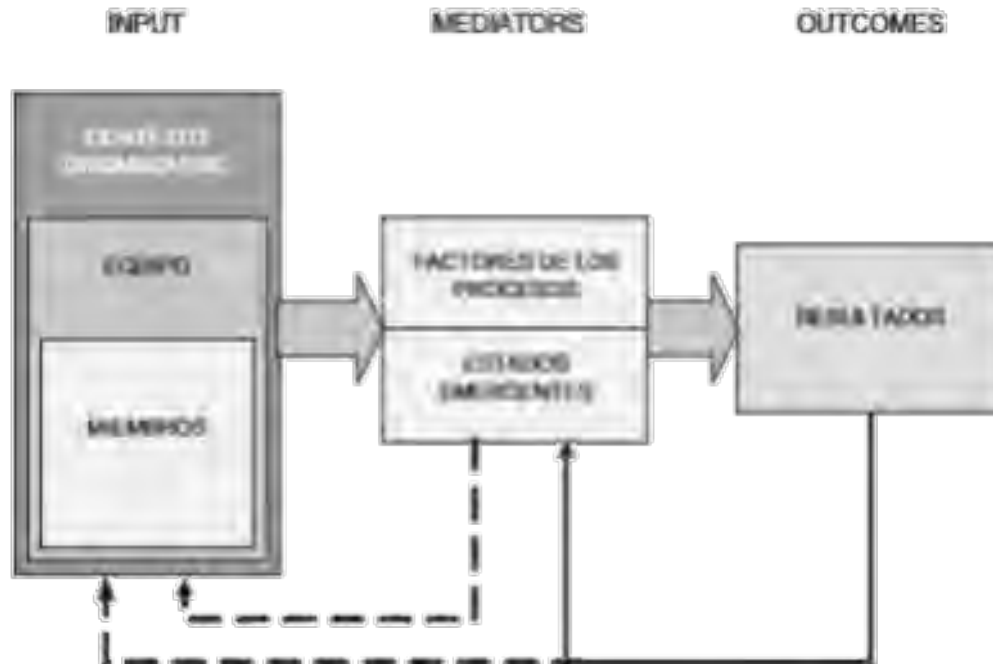 INPUT
MEDIATORS
OUTCOMES
EQUIPO
MIEMBROS
FACTORES DE LOS
PROCESOS
ESTADOS
EMERGENTES
RESULTADOS